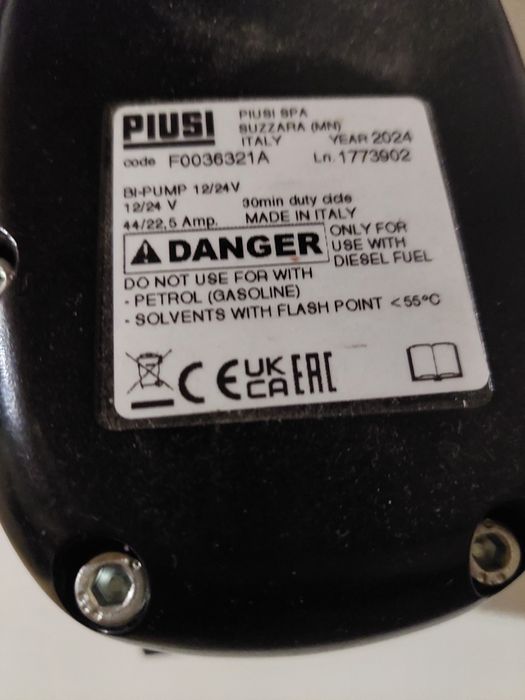 PIUSI
PIUSI SPA
SUZZARA (MN)
ITALY YEAR 2024
code F0036321A Ln. 1773902
BI-PUMP 12/24V
12/24 V 30min duty cicle
44/22,5 Amp. MADE IN ITALY
DANGER
ONLY FOR
USE WITH
DIESEL FUEL
DO NOT USE FOR WITH
- PETROL (GASOLINE)
- SOLVENTS WITH FLASH POINT <55°C
CE UK CA EAC